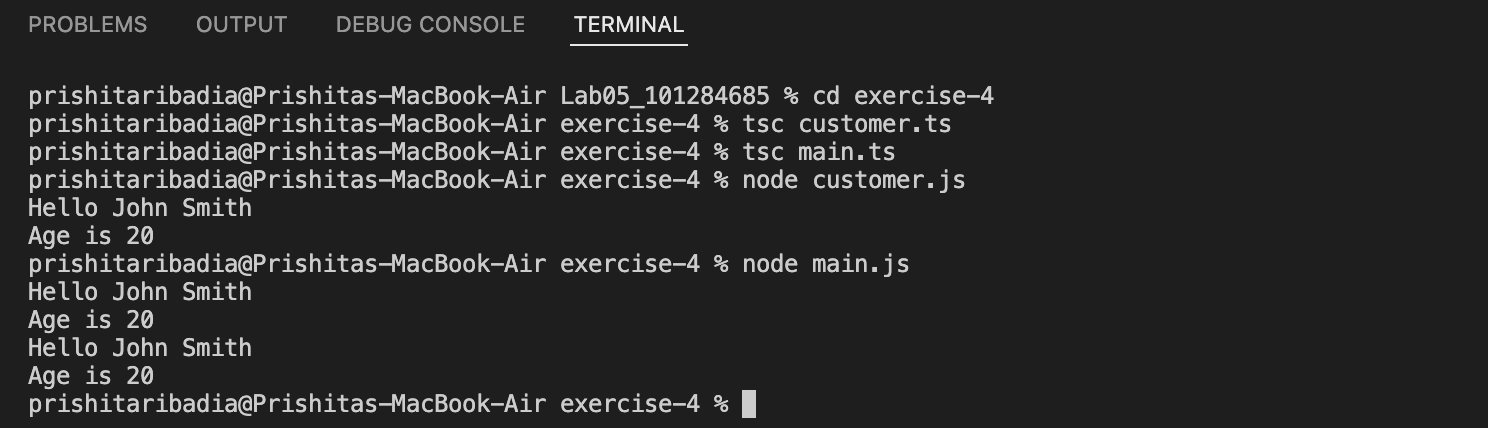 PROBLEMS OUTPUT DEBUG CONSOLE TERMINAL
prishitaribadia@Prishitas-MacBook-Air Lab05_101284685 % cd exercise-4
prishitaribadia@Prishitas-MacBook-Air exercise-4 % tsc customer.ts
prishitaribadia@Prishitas-MacBook-Air exercise-4 % tsc main.ts
prishitaribadia@Prishitas-MacBook-Air exercise-4 % node customer.js
Hello John Smith
Age is 20
prishitaribadia@Prishitas-MacBook-Air exercise-4 % node main.js
Hello John Smith
Age is 20
Hello John Smith
Age is 20
prishitaribadia@Prishitas-MacBook-Air exercise-4 %